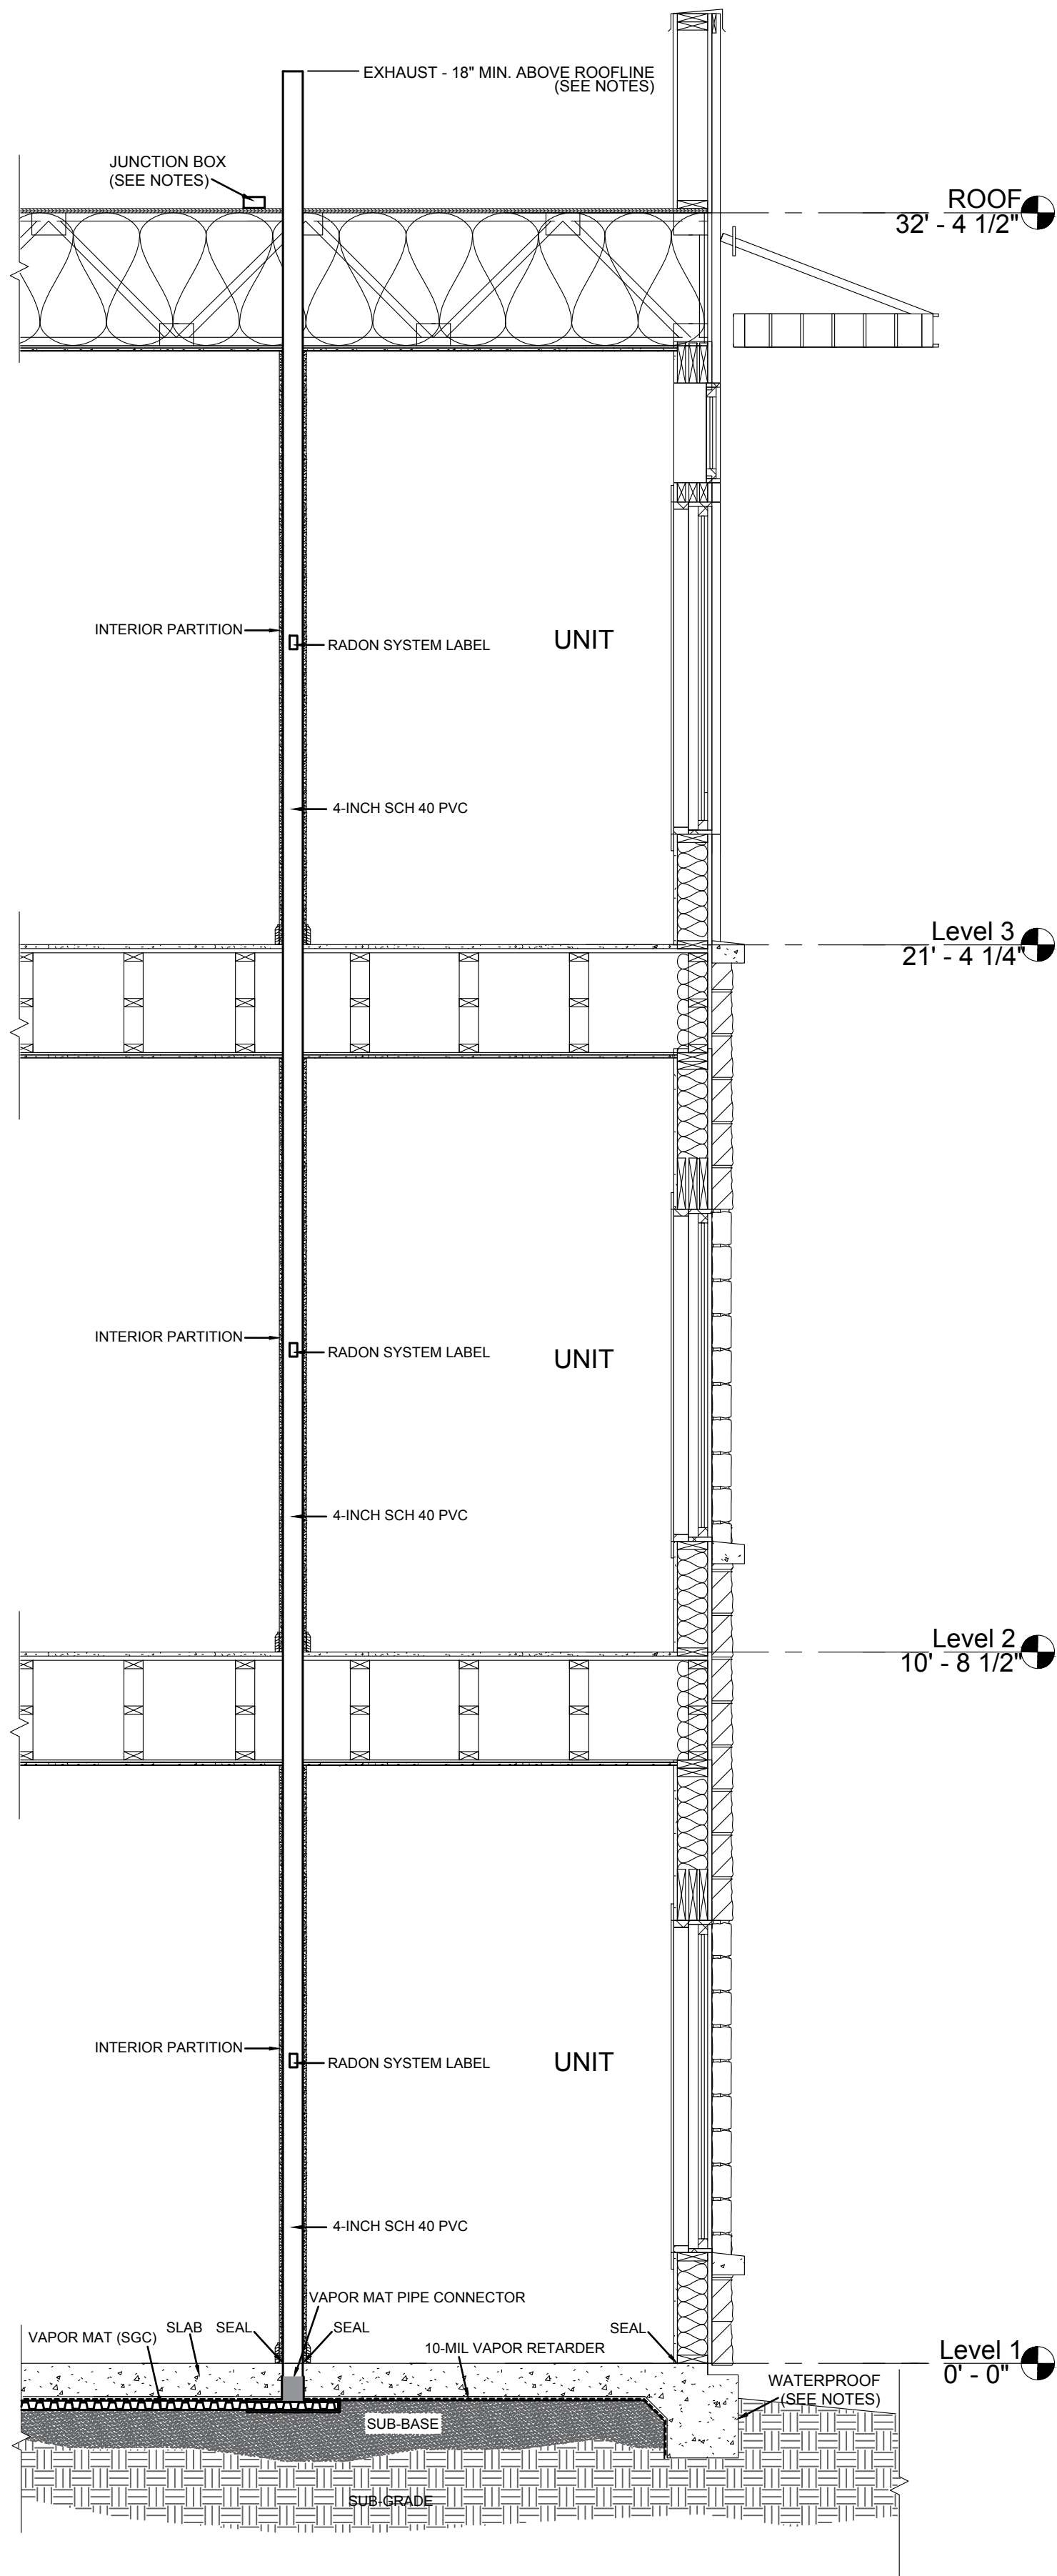 EXHAUST - 18" MIN. ABOVE ROOFLINE
(SEE NOTES)
JUNCTION BOX
(SEE NOTES)
ROOF
32' - 4 1/2"
INTERIOR PARTITION
RADON SYSTEM LABEL
UNIT
4-INCH SCH 40 PVC
Level 3
21' - 4 1/4"
INTERIOR PARTITION
RADON SYSTEM LABEL
UNIT
4-INCH SCH 40 PVC
Level 2
10' - 8 1/2"
INTERIOR PARTITION
RADON SYSTEM LABEL
UNIT
4-INCH SCH 40 PVC
VAPOR MAT PIPE CONNECTOR
VAPOR MAT (SGC)
SLAB
SEAL
SEAL
10-MIL VAPOR RETARDER
SEAL
Level 1
0' - 0"
WATERPROOF
(SEE NOTES)
SUB-BASE
SUB-GRADE